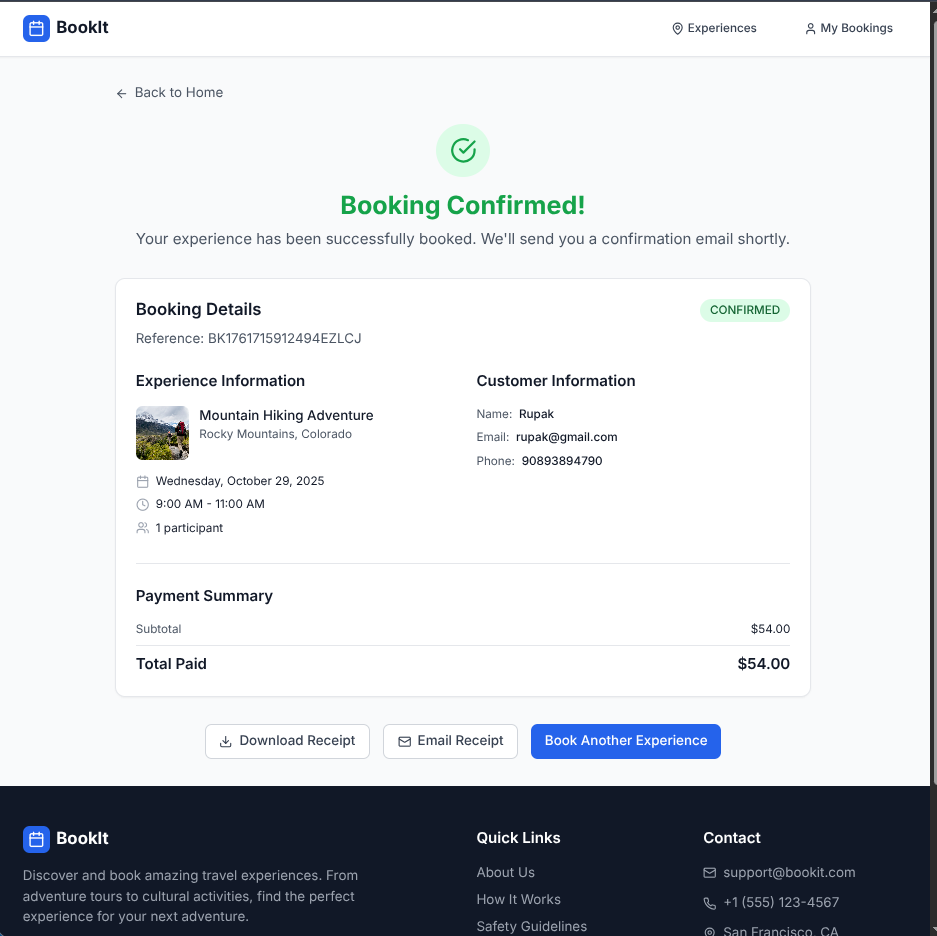 BookIt
Experiences
My Bookings
Back to Home
Booking Confirmed!
Your experience has been successfully booked. We'll send you a confirmation email shortly.
Booking Details
CONFIRMED
Reference: BK1761715912494EZLCJ
Experience Information
Mountain Hiking Adventure
Rocky Mountains, Colorado
Wednesday, October 29, 2025
9:00 AM - 11:00 AM
1 participant
Customer Information
Name: Rupak
Email: rupak@gmail.com
Phone: 90893894790
Payment Summary
Subtotal $54.00
Total Paid $54.00
Download Receipt
Email Receipt
Book Another Experience
BookIt
Discover and book amazing travel experiences. From
adventure tours to cultural activities, find the perfect
experience for your next adventure.
Quick Links
About Us
How It Works
Safety Guidelines
Contact
support@bookit.com
+1 (555) 123-4567
San Francisco, CA